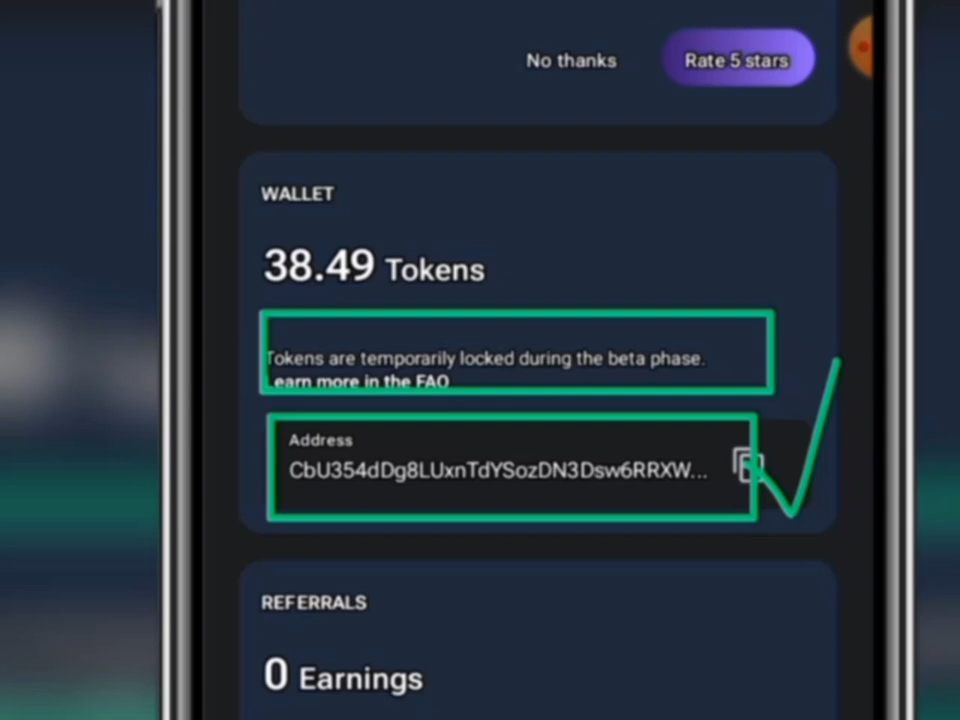 No thanks
Rate 5 stars
WALLET
38.49 Tokens
Tokens are temporarily locked during the beta phase.
Learn more in the FAQ
Address
CbU354dDg8LUxnTdYSozDN3Dsw6RRXW...
REFERRALS
0 Earnings